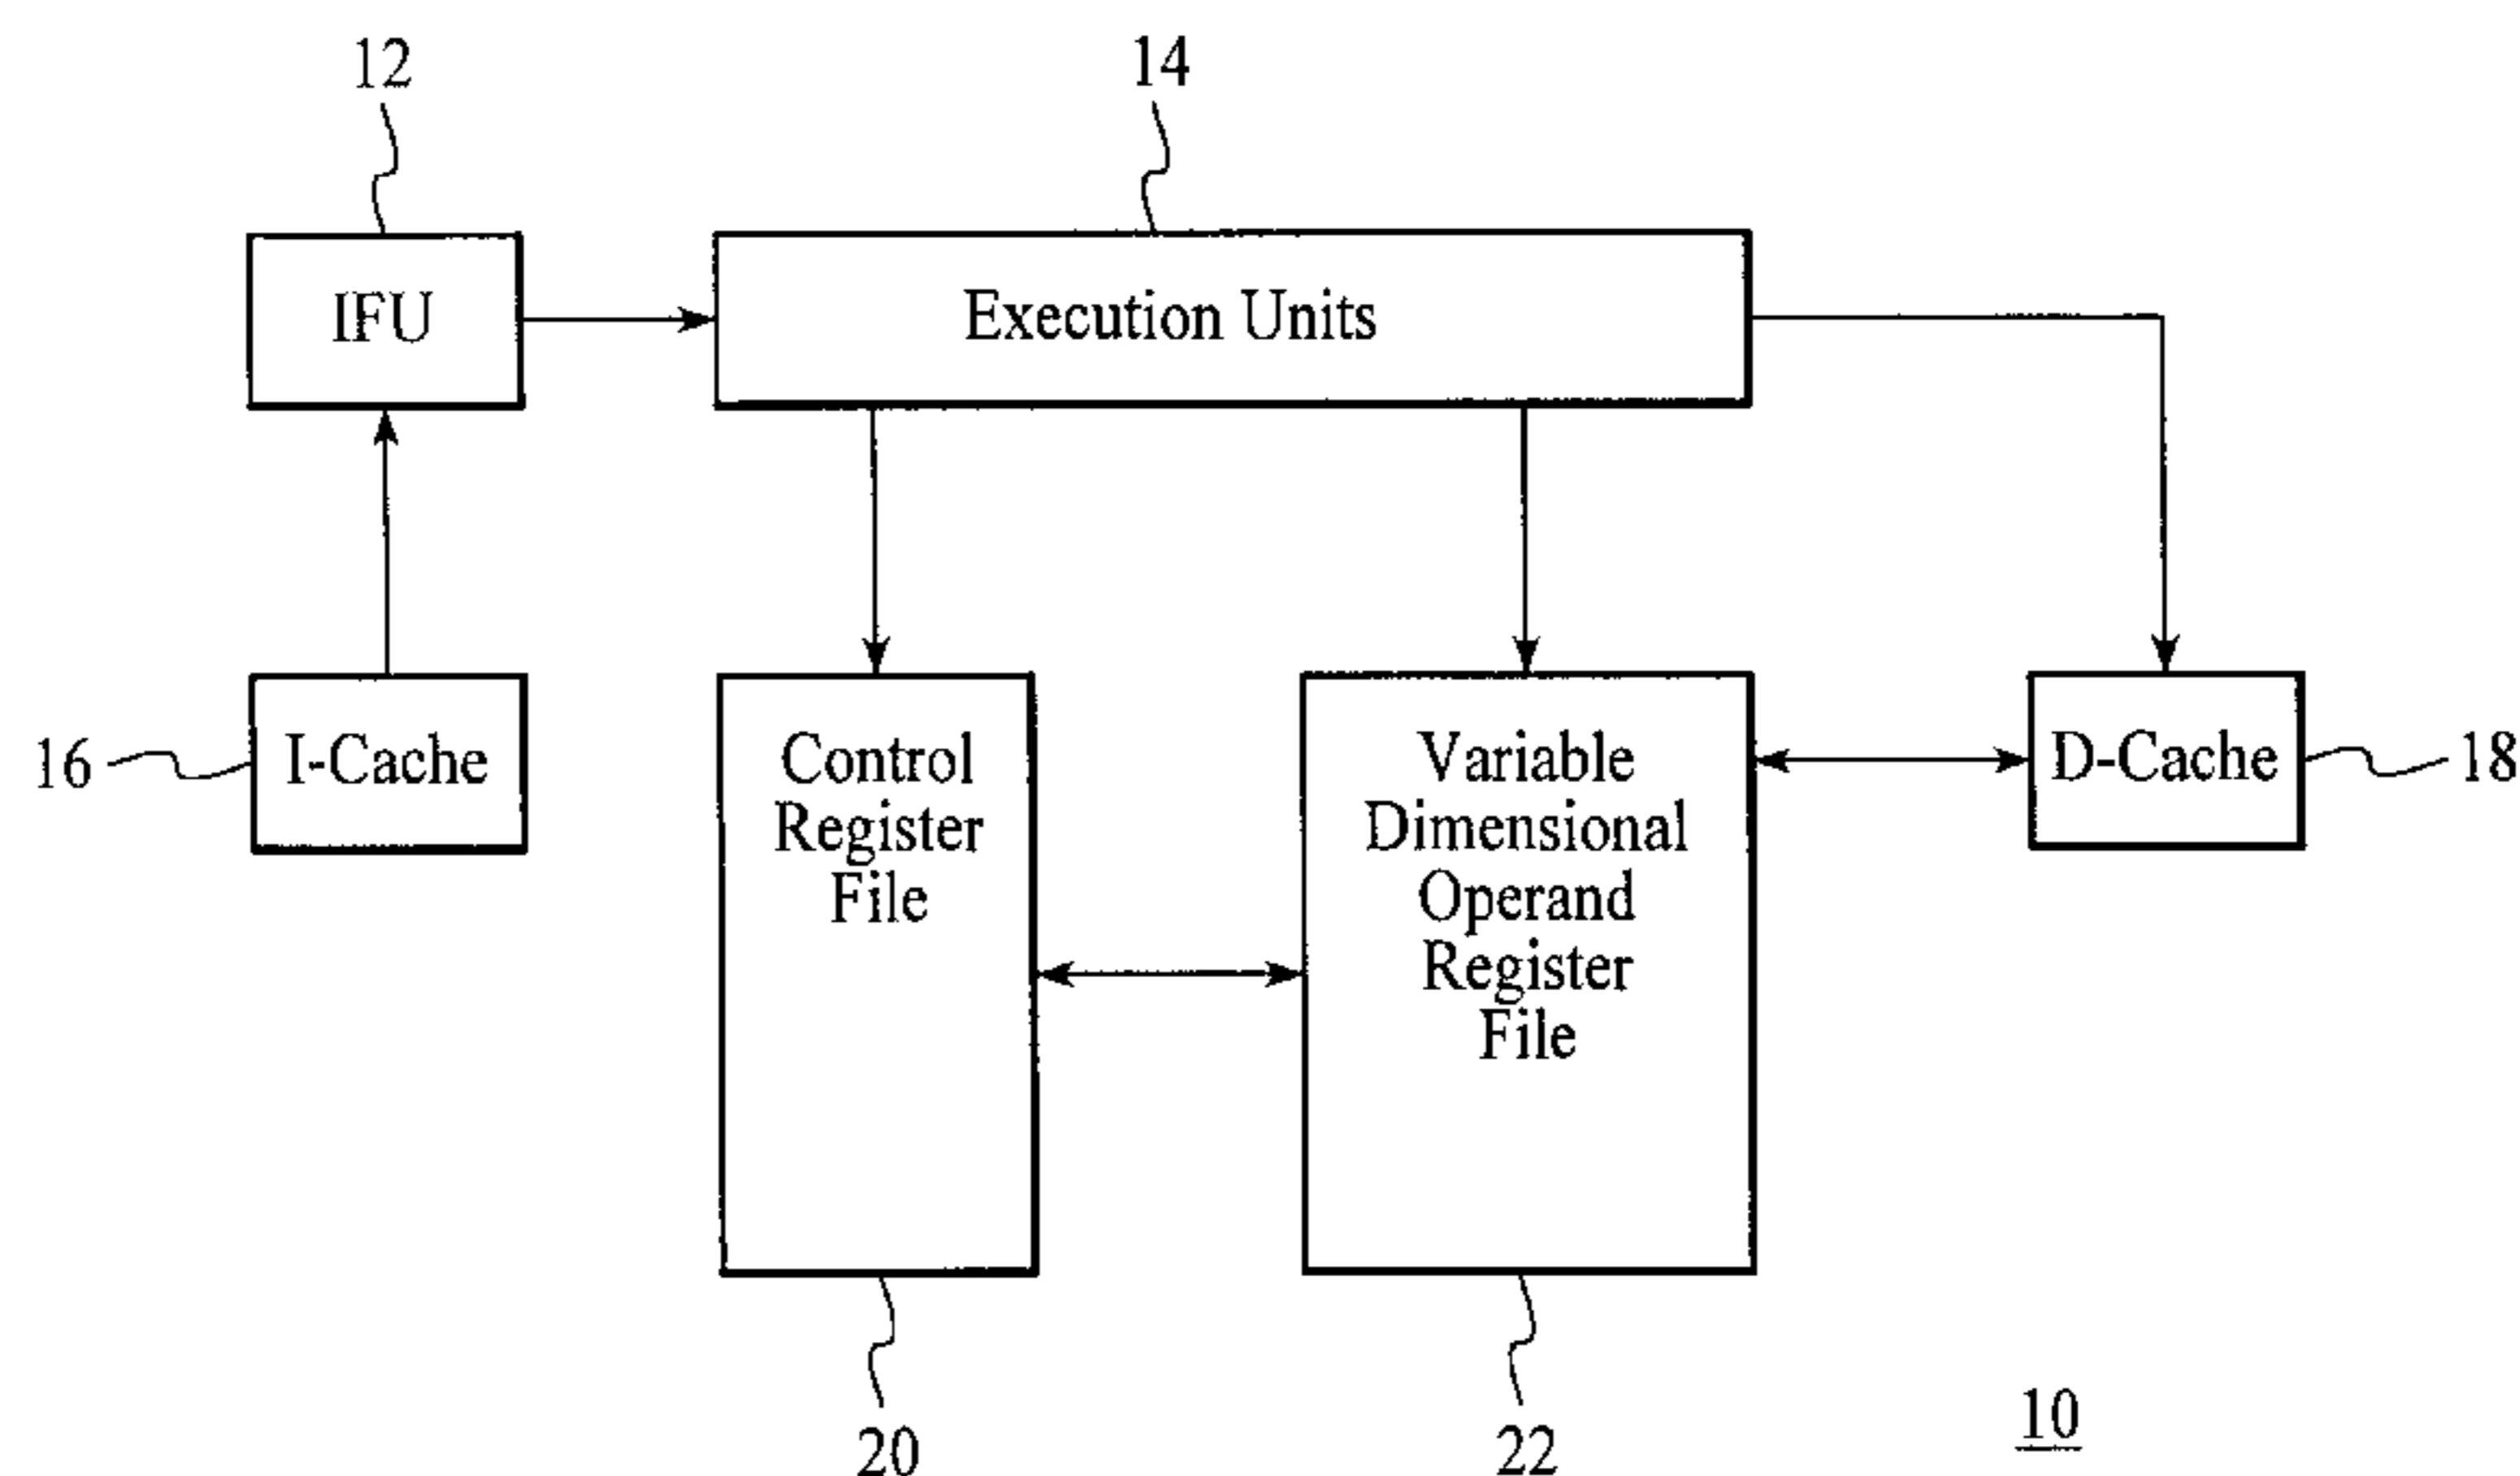 12
14
IFU
Execution Units
16
I-Cache
Control
Register
File
Variable
Dimensional
Operand
Register
File
D-Cache
18
20
22
10